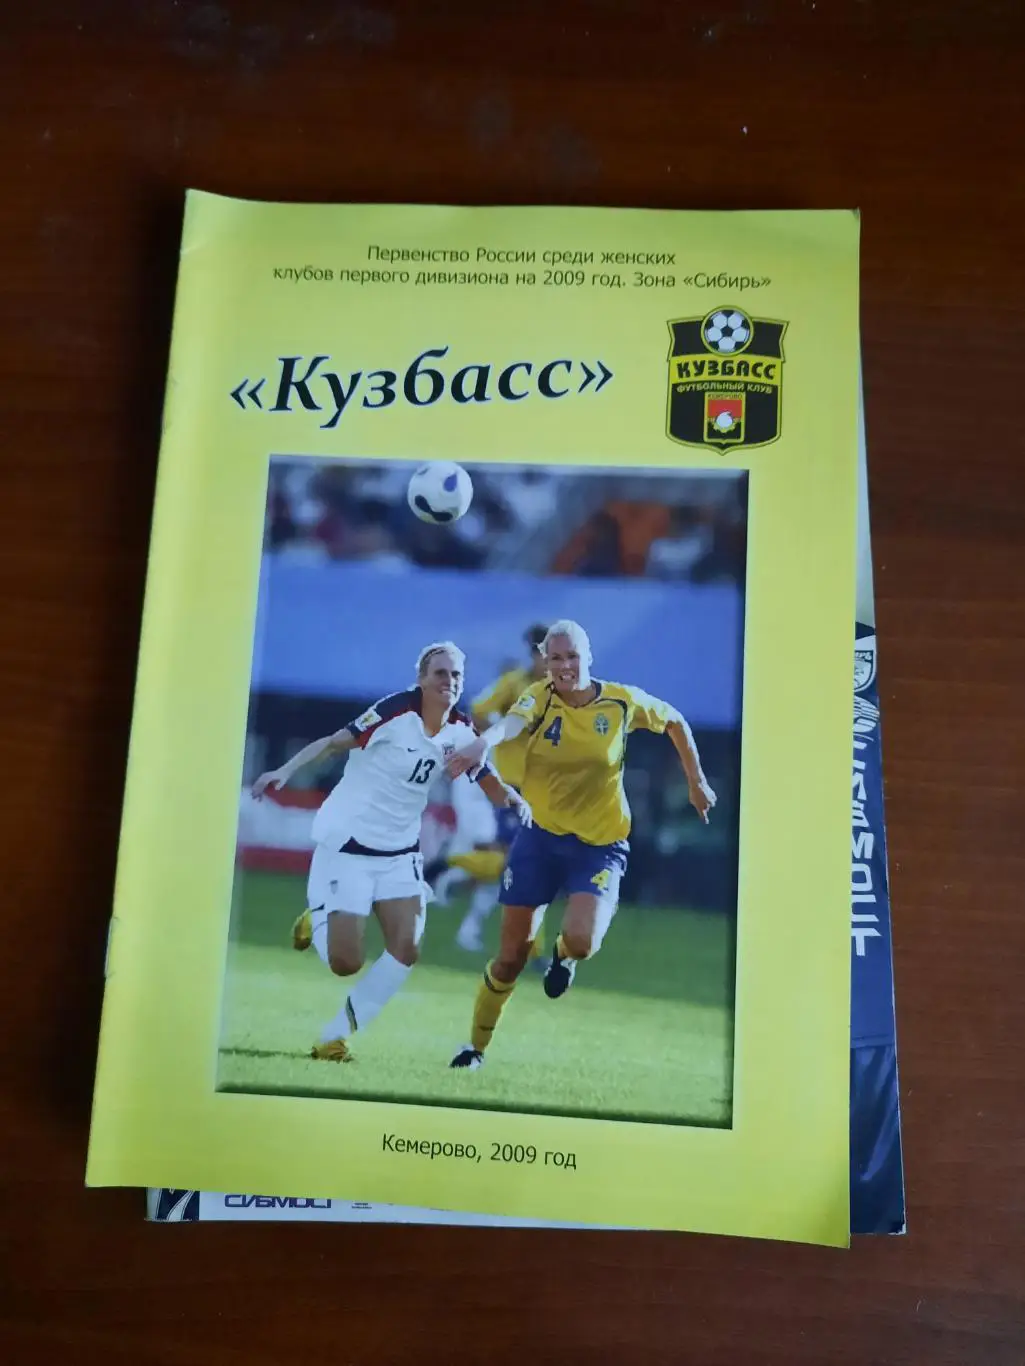 Первенство России среди женских
клубов первого дивизиона на 2009 год. Зона «Сибирь»
«Кузбасс»
КУЗБАСС
ФУТБОЛЬНЫЙ КЛУБ
КЕМЕРОВО
13
4
4
Кемерово, 2009 год
СИБМОСТ